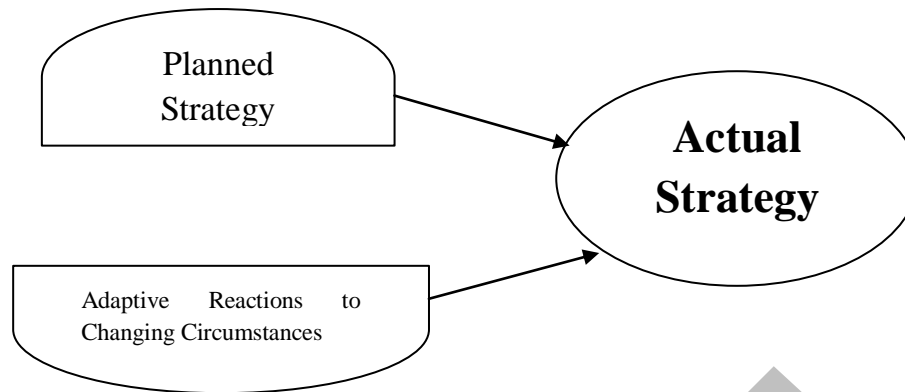 Planned
Strategy
Actual
Strategy
Adaptive Reactions to
Changing Circumstances